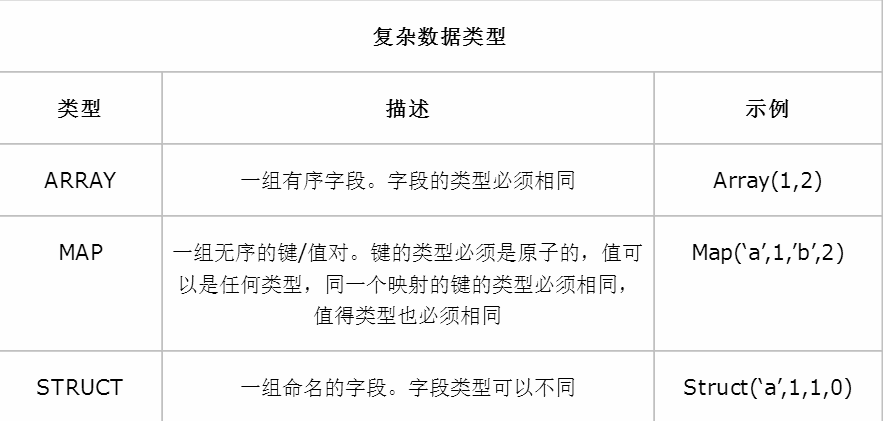 复杂数据类型
类型 描述 示例
ARRAY 一组有序字段。字段的类型必须相同 Array(1,2)
MAP 一组无序的键/值对。键的类型必须是原子的，值可 Map(‘a’,1,’b’,2)
以是任何类型，同一个映射的键的类型必须相同，
值得类型也必须相同
STRUCT 一组命名的字段。字段类型可以不同 Struct(‘a’,1,1,0)